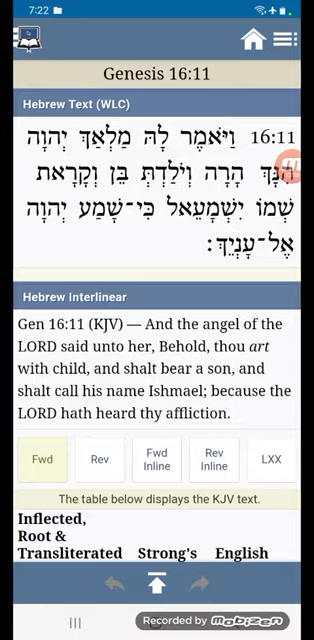 7:22
Genesis 16:11
Hebrew Text (WLC)
16:11 וַיֹּאמֶר לָהּ מַלְאַךְ יְהוָה
הִנָּךְ הָרָה וְיֹלַדְתְּ בֵּן וְקָרָאת
שְׁמוֹ יִשְׁמָעֵאל כִּי־שָׁמַע יְהוָה
אֶל־עָנְיֵךְ׃
Hebrew Interlinear
Gen 16:11 (KJV) — And the angel of the
LORD said unto her, Behold, thou art
with child, and shalt bear a son, and
shalt call his name Ishmael; because the
LORD hath heard thy affliction.
Fwd Rev Fwd Inline Rev Inline LXX
The table below displays the KJV text.
Inflected,
Root &
Transliterated Strong's English
Recorded by Mobizen